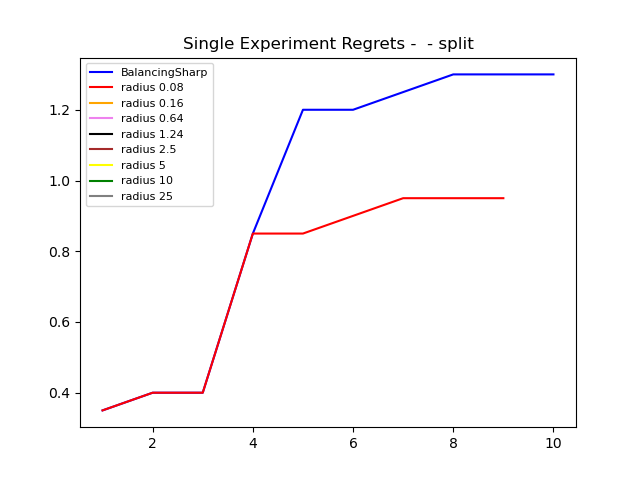 Single Experiment Regrets -  - split
BalancingSharp
radius 0.08
radius 0.16
radius 0.64
radius 1.24
radius 2.5
radius 5
radius 10
radius 25
1.2
1.0
0.8
0.6
0.4
2 4 6 8 10